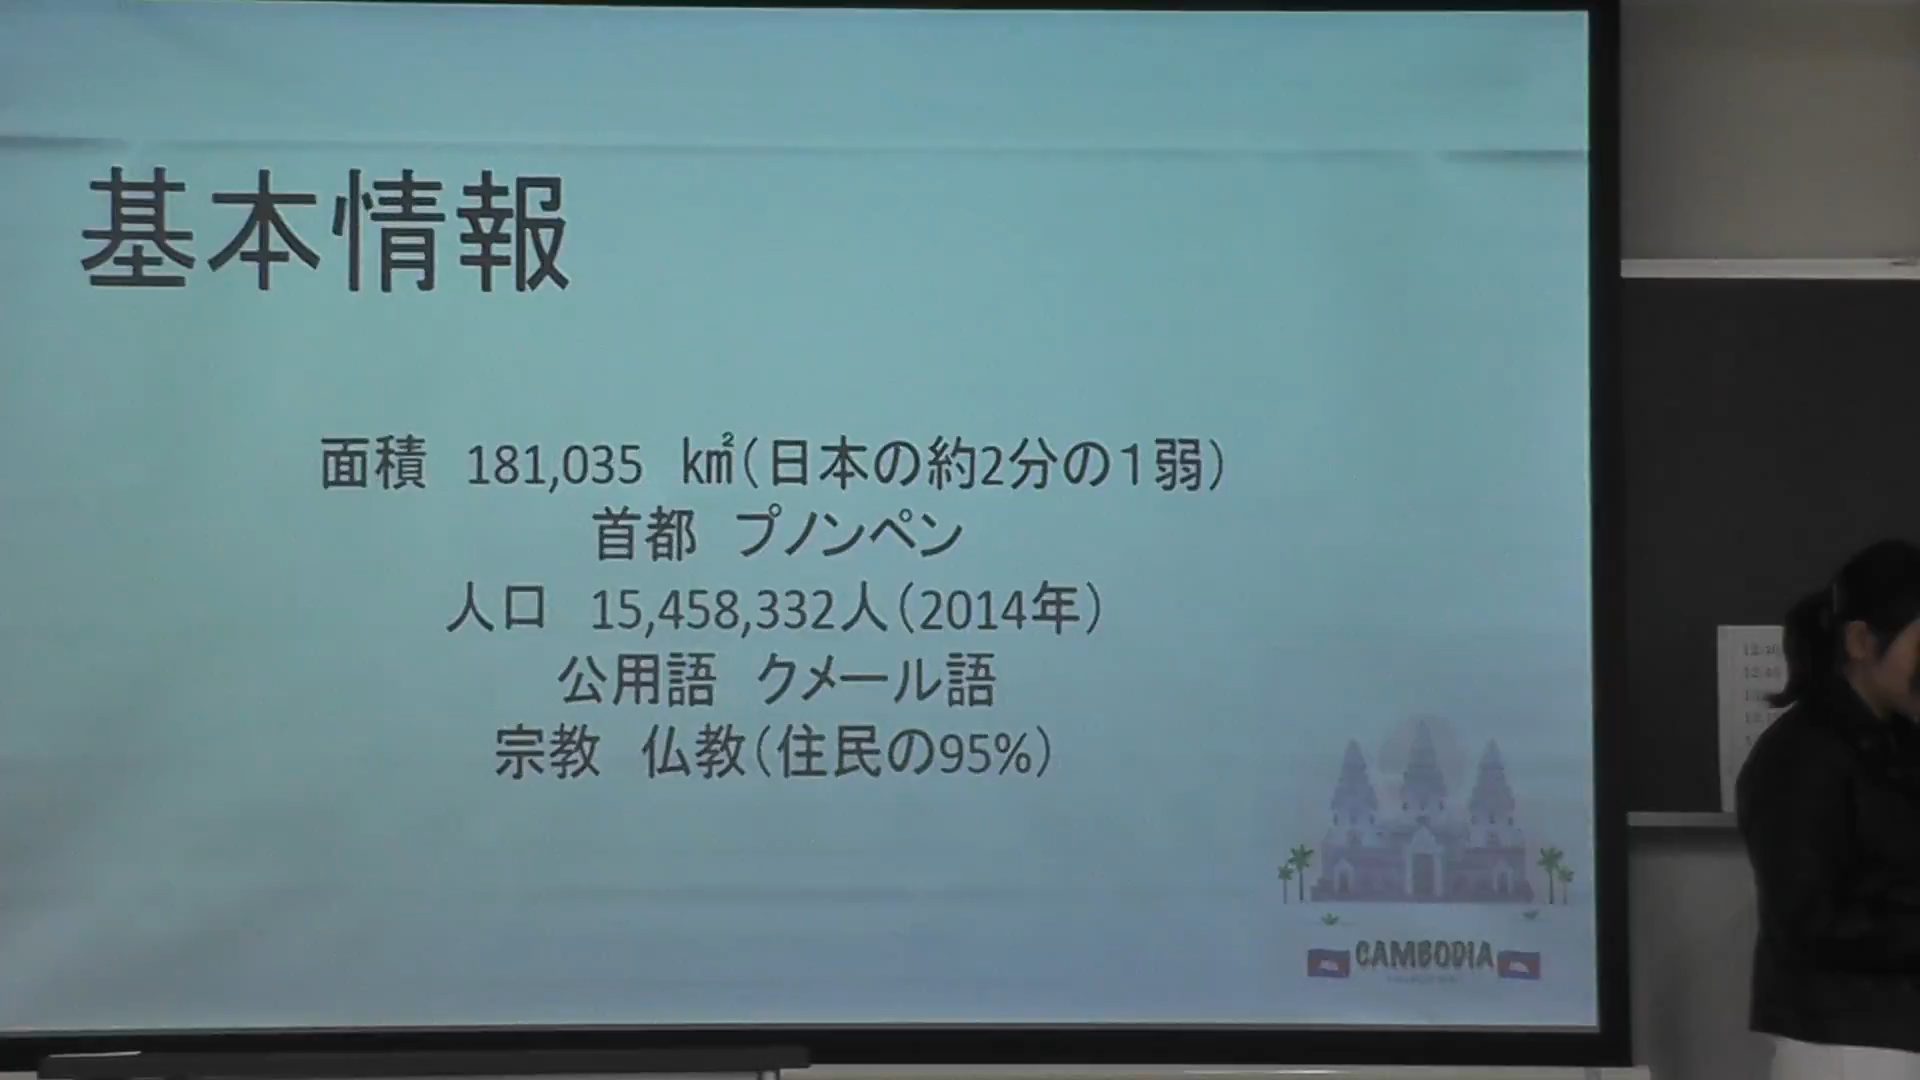 基本情報
面積　181,035　㎢（日本の約2分の１弱）
首都　プノンペン
人口　15,458,332人（2014年）
公用語　クメール語
宗教　仏教（住民の95%）
CAMBODIA